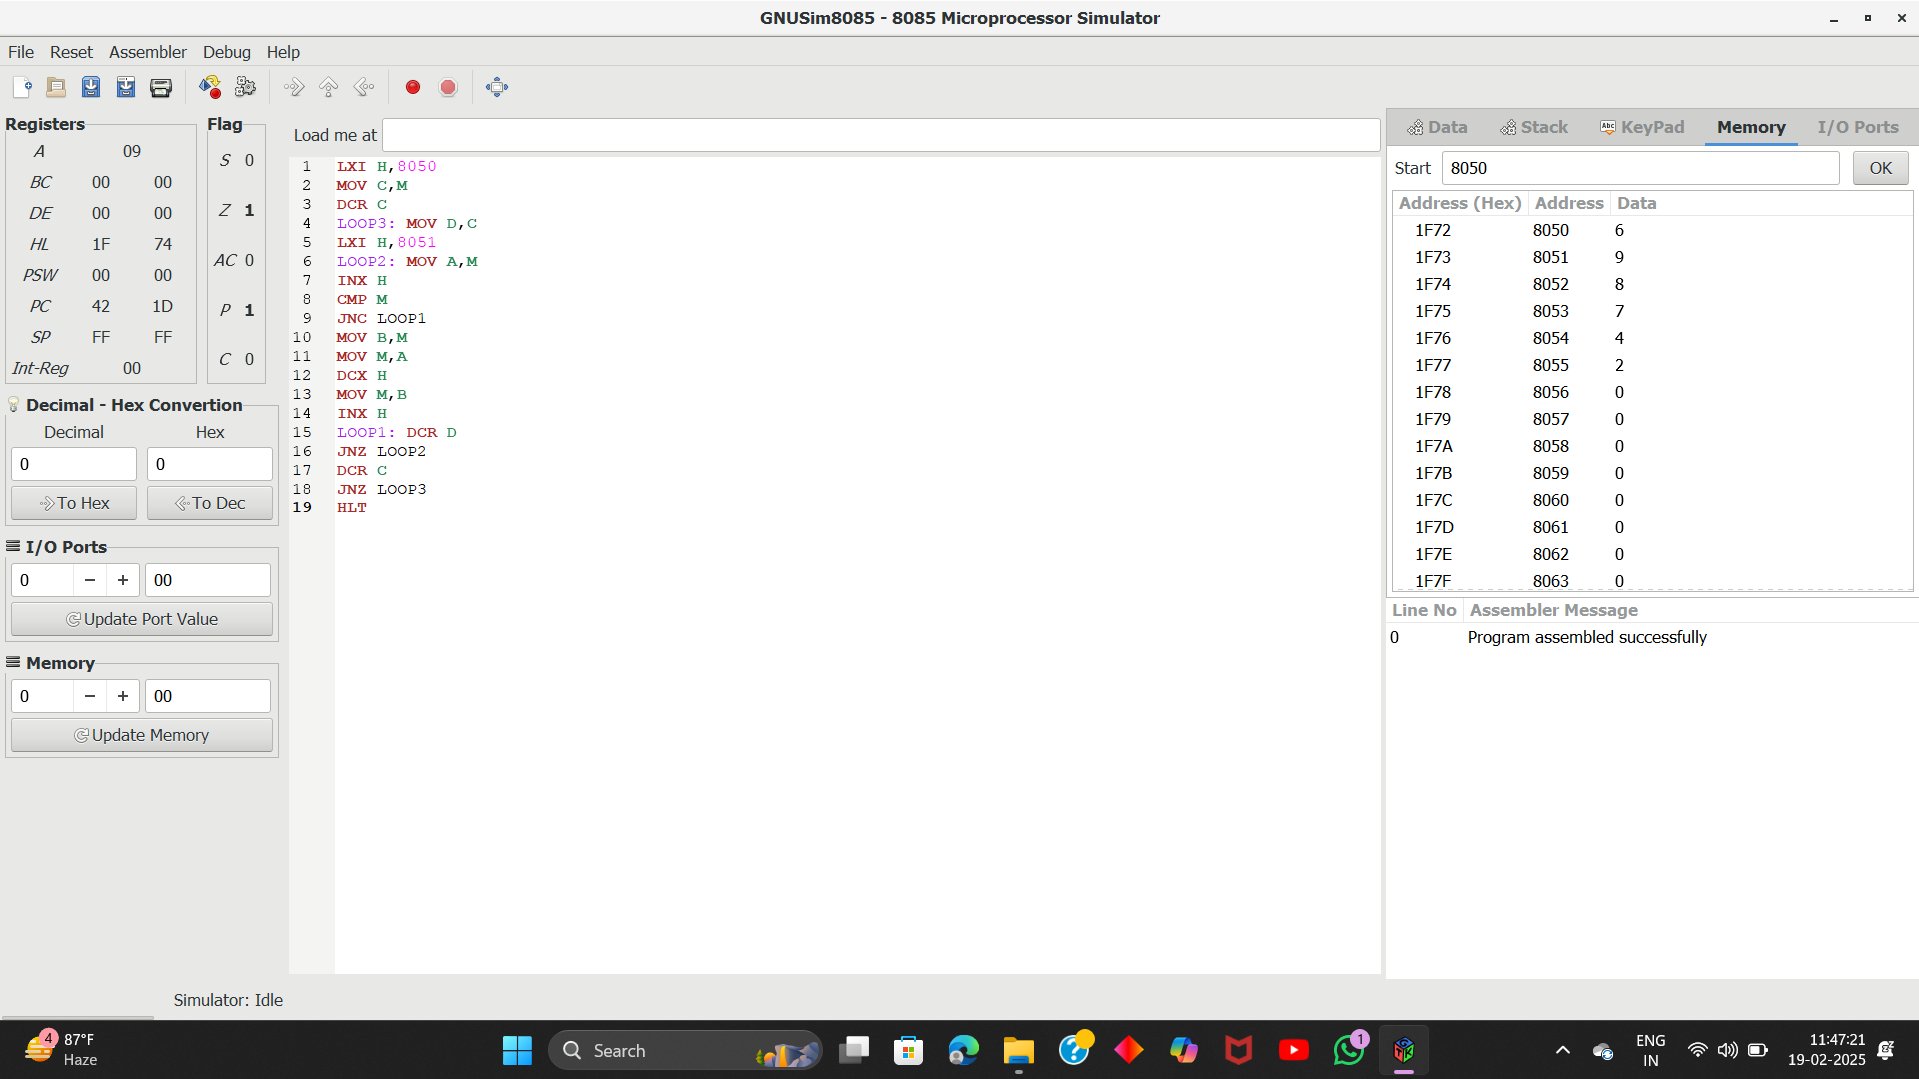 GNUSim8085 - 8085 Microprocessor Simulator
File Reset Assembler Debug Help
Registers
A 09
BC 00 00
DE 00 00
HL 1F 74
PSW 00 00
PC 42 1D
SP FF FF
Int-Reg 00
Flag
S 0
Z 1
AC 0
P 1
C 0
Decimal - Hex Convertion
Decimal Hex
0 0
To Hex To Dec
I/O Ports
0 − + 00
Update Port Value
Memory
0 − + 00
Update Memory
Load me at
1 LXI H,8050
2 MOV C,M
3 DCR C
4 LOOP3: MOV D,C
5 LXI H,8051
6 LOOP2: MOV A,M
7 INX H
8 CMP M
9 JNC LOOP1
10 MOV B,M
11 MOV M,A
12 DCX H
13 MOV M,B
14 INX H
15 LOOP1: DCR D
16 JNZ LOOP2
17 DCR C
18 JNZ LOOP3
19 HLT
Data Stack Abc KeyPad Memory I/O Ports
Start 8050 OK
Address (Hex) Address Data
1F72 8050 6
1F73 8051 9
1F74 8052 8
1F75 8053 7
1F76 8054 4
1F77 8055 2
1F78 8056 0
1F79 8057 0
1F7A 8058 0
1F7B 8059 0
1F7C 8060 0
1F7D 8061 0
1F7E 8062 0
1F7F 8063 0
Line No Assembler Message
0 Program assembled successfully
Simulator: Idle
4 87°F
Haze
Search
1
ENG
IN
11:47:21
19-02-2025